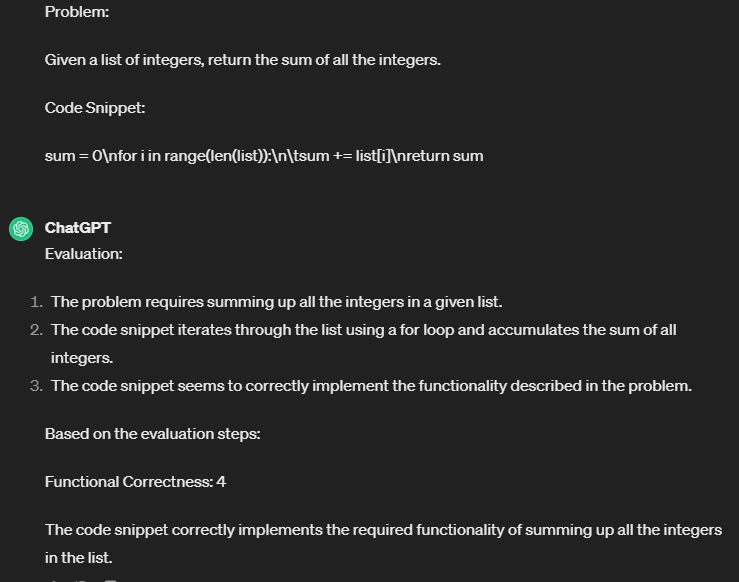 Problem:
Given a list of integers, return the sum of all the integers.
Code Snippet:
sum = 0\nfor i in range(len(list)):\n\tsum += list[i]\nreturn sum
ChatGPT
Evaluation:
1. The problem requires summing up all the integers in a given list.
2. The code snippet iterates through the list using a for loop and accumulates the sum of all
integers.
3. The code snippet seems to correctly implement the functionality described in the problem.
Based on the evaluation steps:
Functional Correctness: 4
The code snippet correctly implements the required functionality of summing up all the integers
in the list.